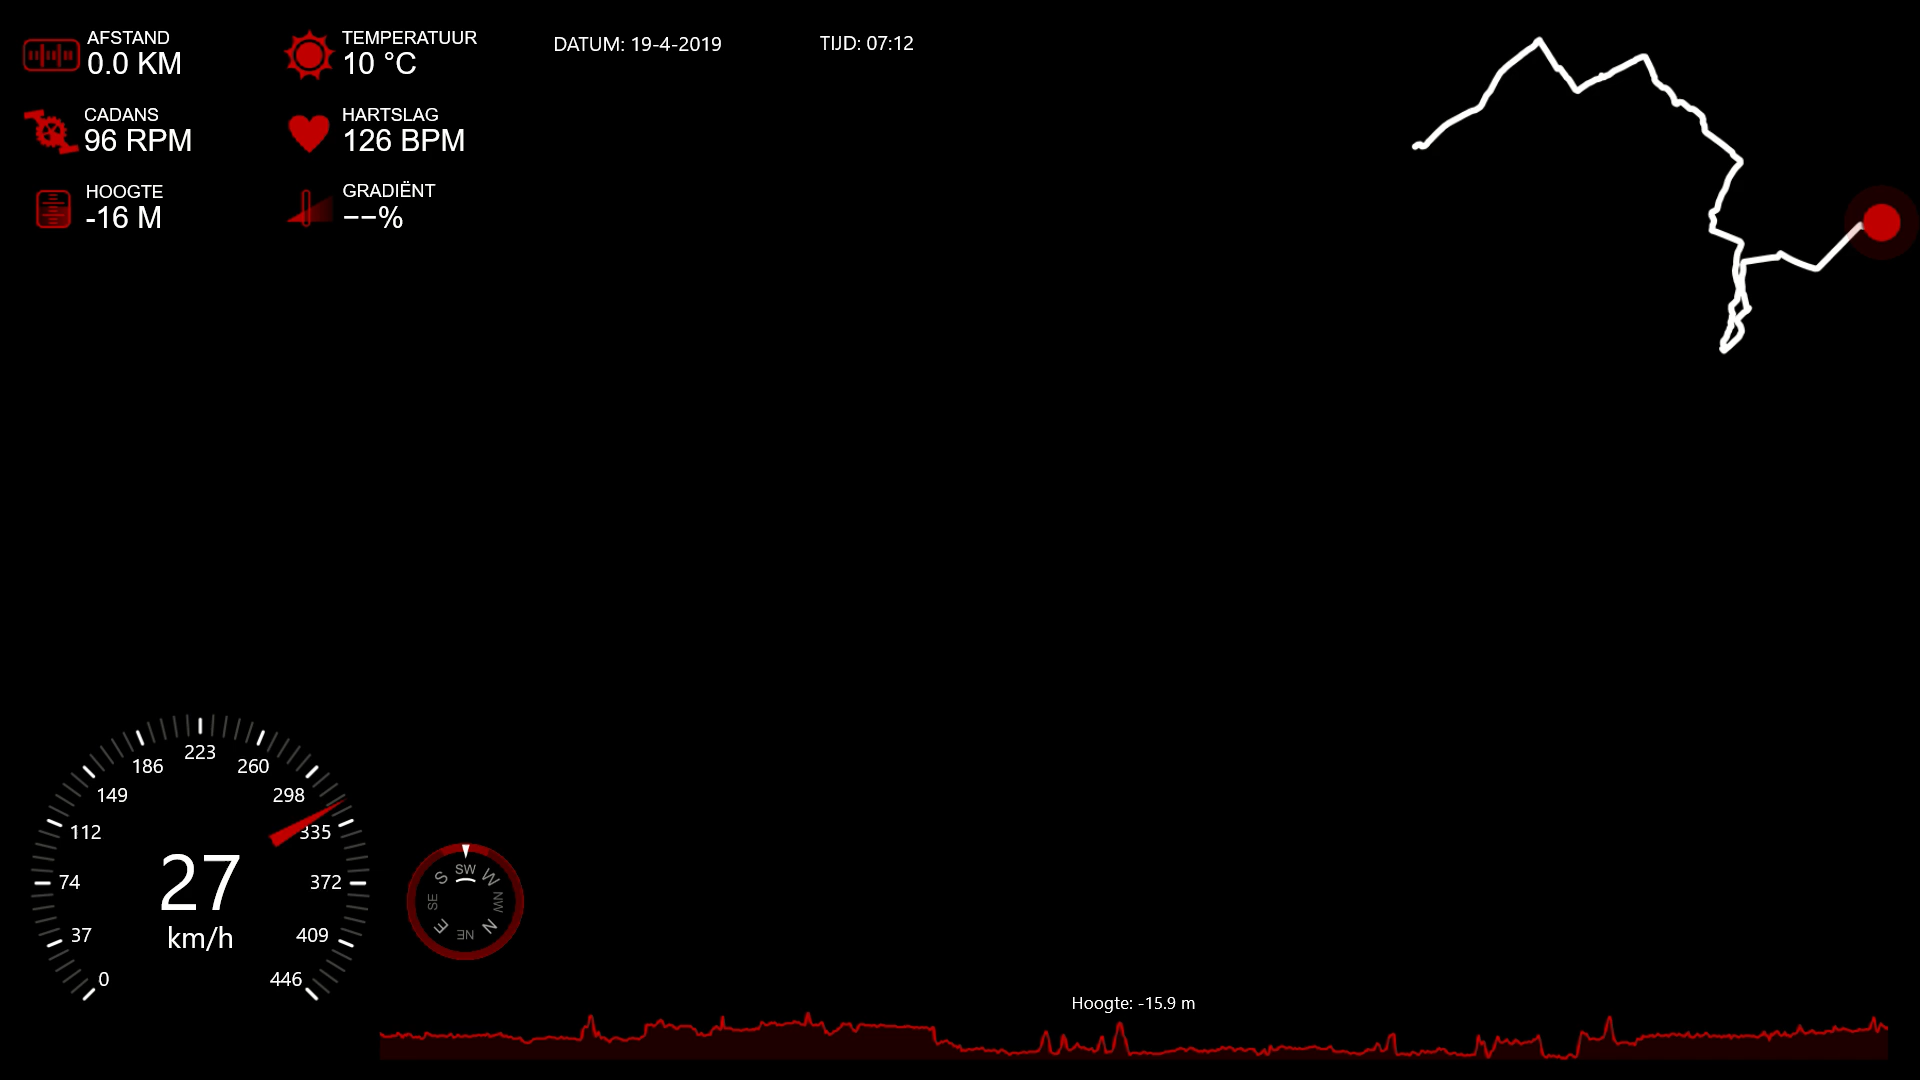 AFSTAND
0.0 KM
TEMPERATUUR
10 °C
DATUM: 19-4-2019
TIJD: 07:12
CADANS
96 RPM
HARTSLAG
126 BPM
HOOGTE
-16 M
GRADIËNT
--%
223
186
260
149
298
112
335
27
74
372
km/h
37
409
0
446
SW
S
W
SE
NW
E
N
NE
Hoogte: -15.9 m